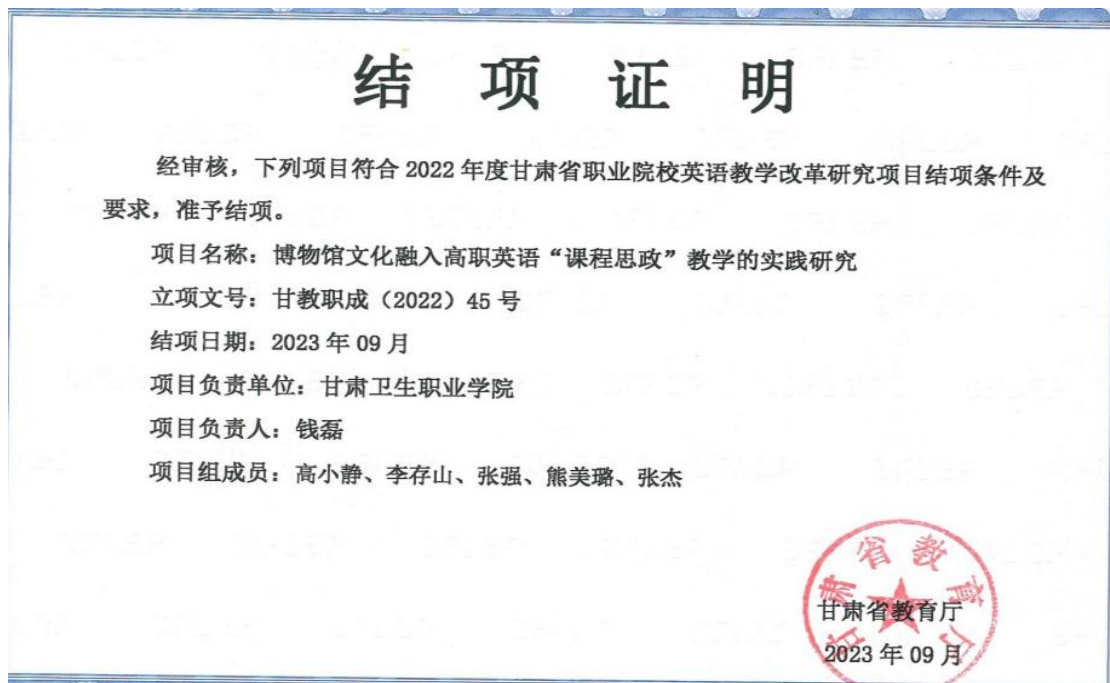 结 项 证 明
经审核，下列项目符合 2022 年度甘肃省职业院校英语教学改革研究项目结项条件及
要求，准予结项。
项目名称：博物馆文化融入高职英语“课程思政”教学的实践研究
立项文号：甘教职成（2022）45 号
结项日期：2023 年 09 月
项目负责单位：甘肃卫生职业学院
项目负责人：钱磊
项目组成员：高小静、李存山、张强、熊美璐、张杰
甘肃省教育厅
甘肃省教育厅
2023 年 09 月